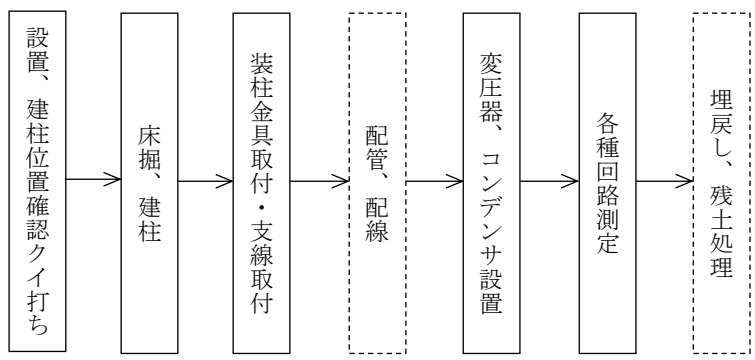 設置、建柱位置確認クイ打ち
床掘、建柱
装柱金具取付・支線取付
配管、配線
変圧器、コンデンサ設置
各種回路測定
埋戻し、残土処理